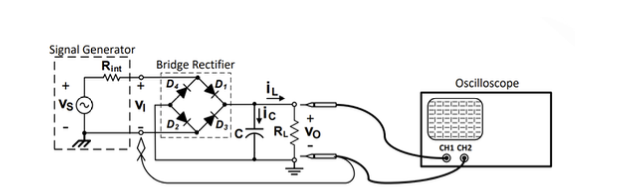 Signal Generator
Rint
Bridge Rectifier
+
Vs
-
+
VI
-
D4
D1
D2
D3
iL
iC
C
RL
+
Vo
-
Oscilloscope
CH1 CH2